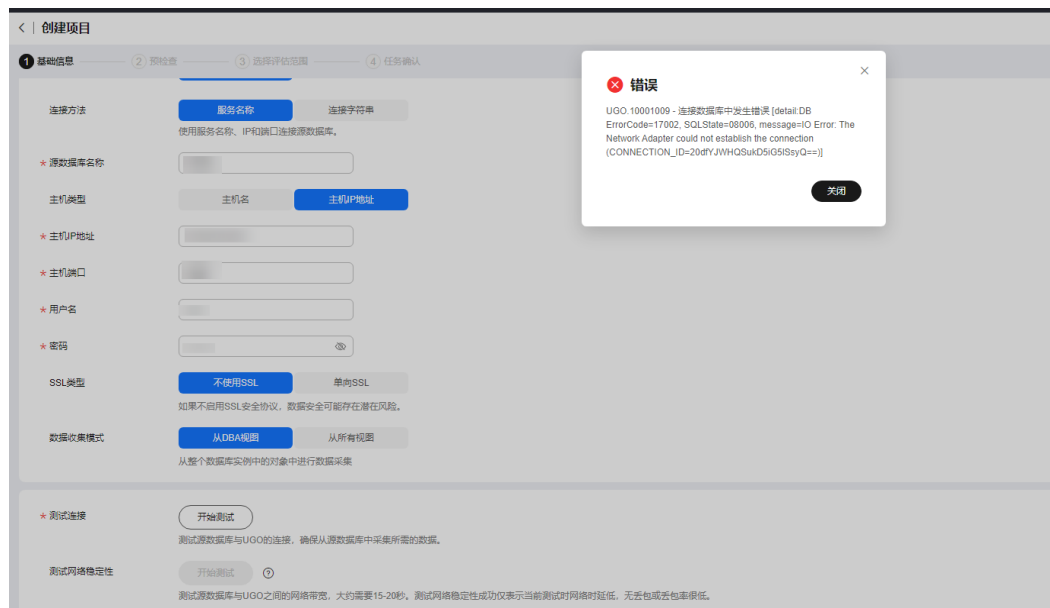 创建项目
1 基础信息 2 预检查 3 选择评估范围 4 任务确认
连接方法 服务名称 连接字符串
使用服务名称、IP和端口连接源数据库。
* 源数据库名称
主机类型 主机名 主机IP地址
* 主机IP地址
* 主机端口
* 用户名
* 密码
SSL类型 不使用SSL 单向SSL
如果不启用SSL安全协议，数据安全可能存在潜在风险。
数据收集模式 从DBA视图 从所有视图
从整个数据库实例中的对象中进行数据采集
* 测试连接 开始测试
测试源数据库与UGO的连接，确保从源数据库中采集所需的数据。
测试网络稳定性 开始测试
测试源数据库与UGO之间的网络带宽，大约需要15-20秒。测试网络稳定性成功仅表示当前测试时网络时延低，无丢包或丢包率很低。
错误
UGO.10001009 - 连接数据库中发生错误 [detail:DB
ErrorCode=17002, SQLState=08006, message=IO Error: The
Network Adapter could not establish the connection
(CONNECTION_ID=20dfYJWHQSukD5iG5lSsyQ==)]
关闭